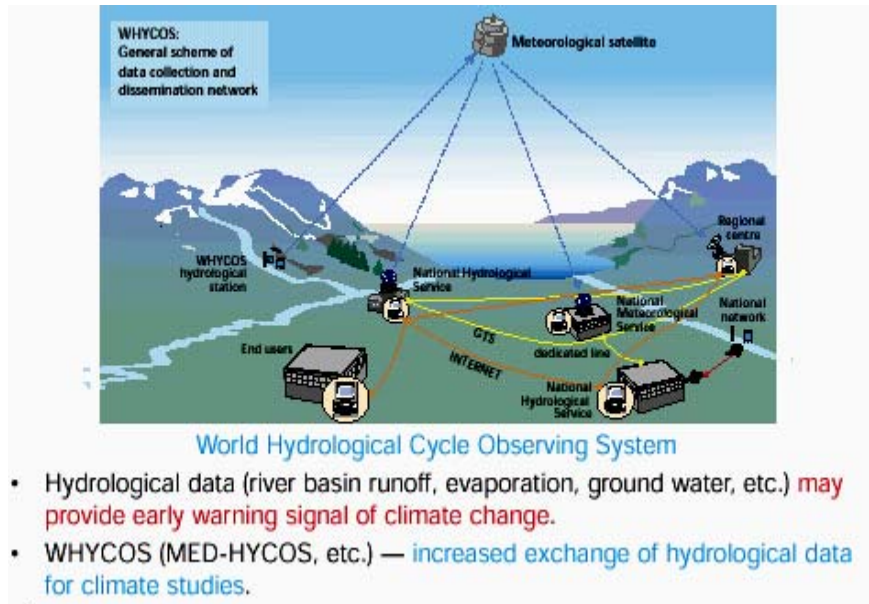 WHYCOS:
General scheme of
data collection and
dissemination network
Meteorological satellite
Regional
centre
WHYCOS
hydrological
station
National Hydrological
Service
National
Meteorological
Service
National
network
GTS
dedicated line
End users
INTERNET
National
Hydrological
Service
World Hydrological Cycle Observing System
• Hydrological data (river basin runoff, evaporation, ground water, etc.) may
provide early warning signal of climate change.
• WHYCOS (MED-HYCOS, etc.) — increased exchange of hydrological data
for climate studies.